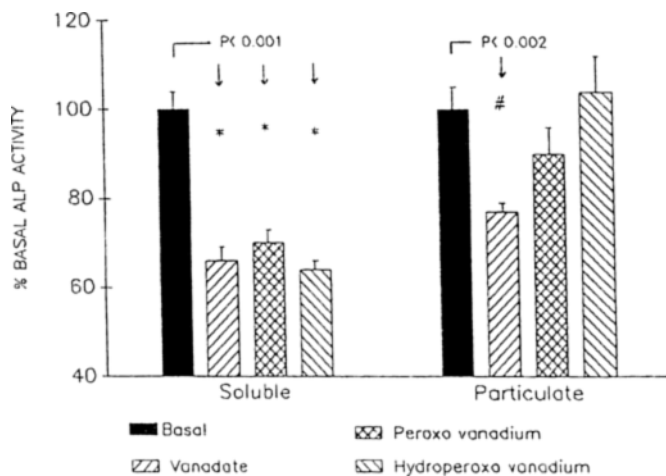 120
100
80
60
40
% BASAL ALP ACTIVITY
P< 0.001
* * *
P< 0.002
#
Soluble Particulate
Basal Peroxo vanadium
Vanadate Hydroperoxo vanadium